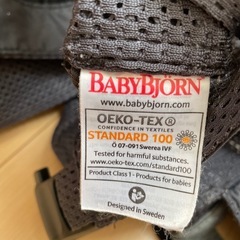 BABYBJÖRN
www.babybjorn.com
OEKO-TEX®
CONFIDENCE IN TEXTILES
STANDARD 100
Ö 07-091 Swerea IVF
Tested for harmful substances.
www.oeko-tex.com/standard100
Product Class 1 - Products for babies
Designed in Sweden